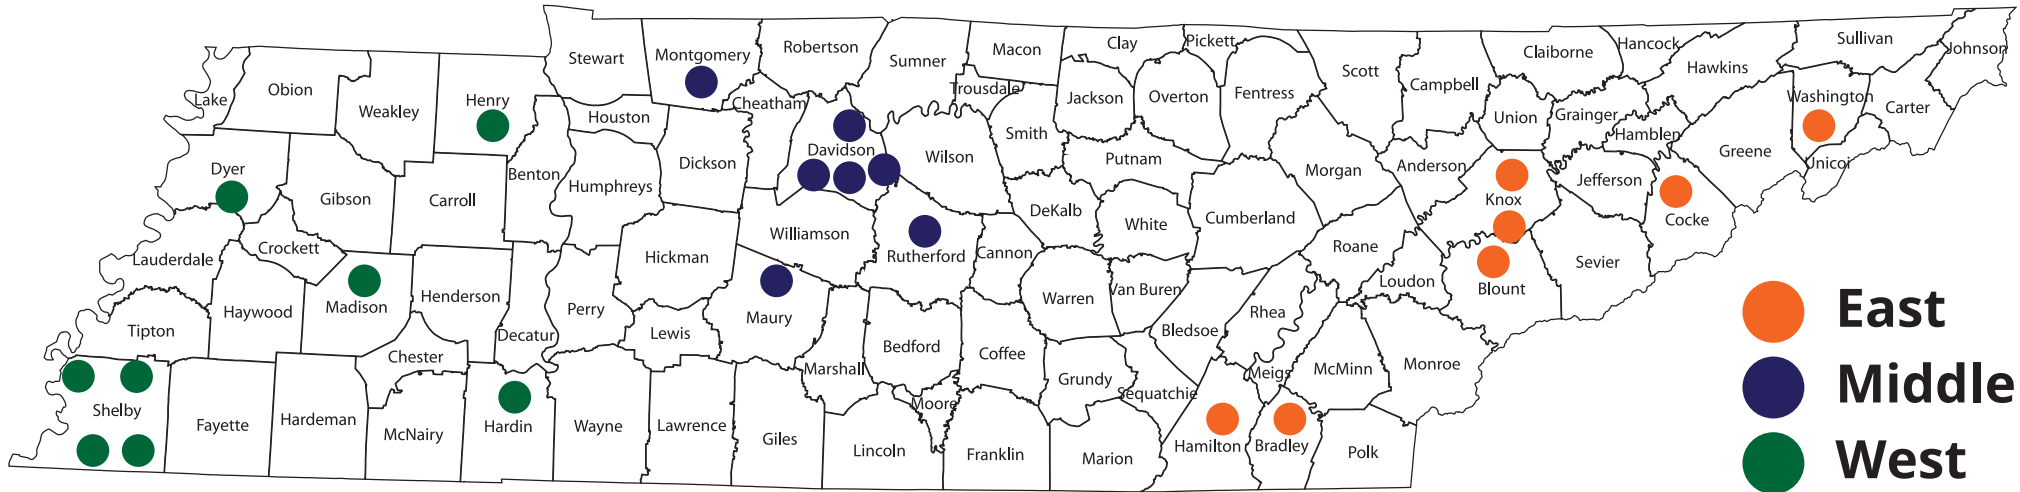 Stewart
Montgomery
Robertson
Sumner
Macon
Clay
Pickett
Scott
Campbell
Claiborne
Hancock
Hawkins
Sullivan
Johnson
Lake
Obion
Weakley
Henry
Houston
Cheatham
Trousdale
Jackson
Overton
Fentress
Union
Grainger
Hamblen
Washington
Carter
Dyer
Gibson
Carroll
Benton
Humphreys
Dickson
Davidson
Wilson
Smith
Putnam
Morgan
Anderson
Knox
Jefferson
Cocke
Greene
Unicoi
Lauderdale
Crockett
Haywood
Madison
Henderson
Decatur
Perry
Hickman
Williamson
Rutherford
Cannon
DeKalb
White
Cumberland
Roane
Loudon
Blount
Sevier
Tipton
Chester
Lewis
Maury
Marshall
Bedford
Coffee
Warren
Van Buren
Bledsoe
Rhea
Meigs
McMinn
Monroe
Shelby
Fayette
Hardeman
McNairy
Hardin
Wayne
Lawrence
Giles
Lincoln
Moore
Franklin
Grundy
Sequatchie
Marion
Hamilton
Bradley
Polk
East
Middle
West